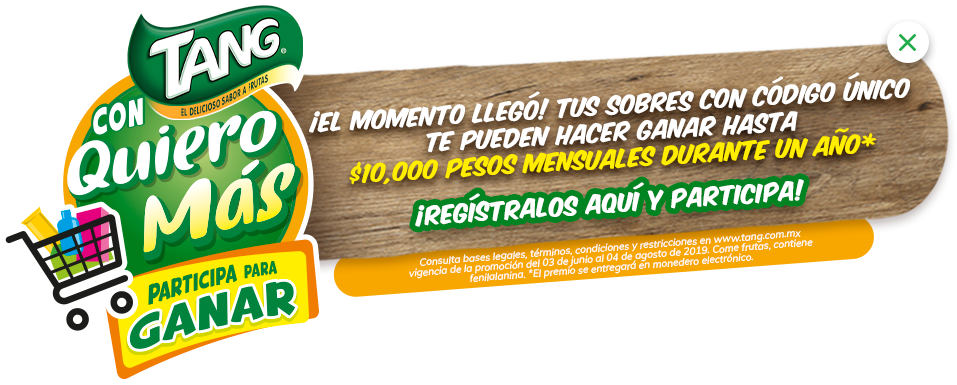 TANG®
EL DELICIOSO SABOR A FRUTAS
CON
Quiero
Más
PARTICIPA PARA
GANAR
¡EL MOMENTO LLEGÓ! TUS SOBRES CON CÓDIGO ÚNICO
TE PUEDEN HACER GANAR HASTA
$10,000 PESOS MENSUALES DURANTE UN AÑO*
¡REGÍSTRALOS AQUÍ Y PARTICIPA!
Consulta bases legales, términos, condiciones y restricciones en www.tang.com.mx
vigencia de la promoción del 03 de junio al 04 de agosto de 2019. Come frutas, contiene
fenilalanina. *El premio se entregará en monedero electrónico.